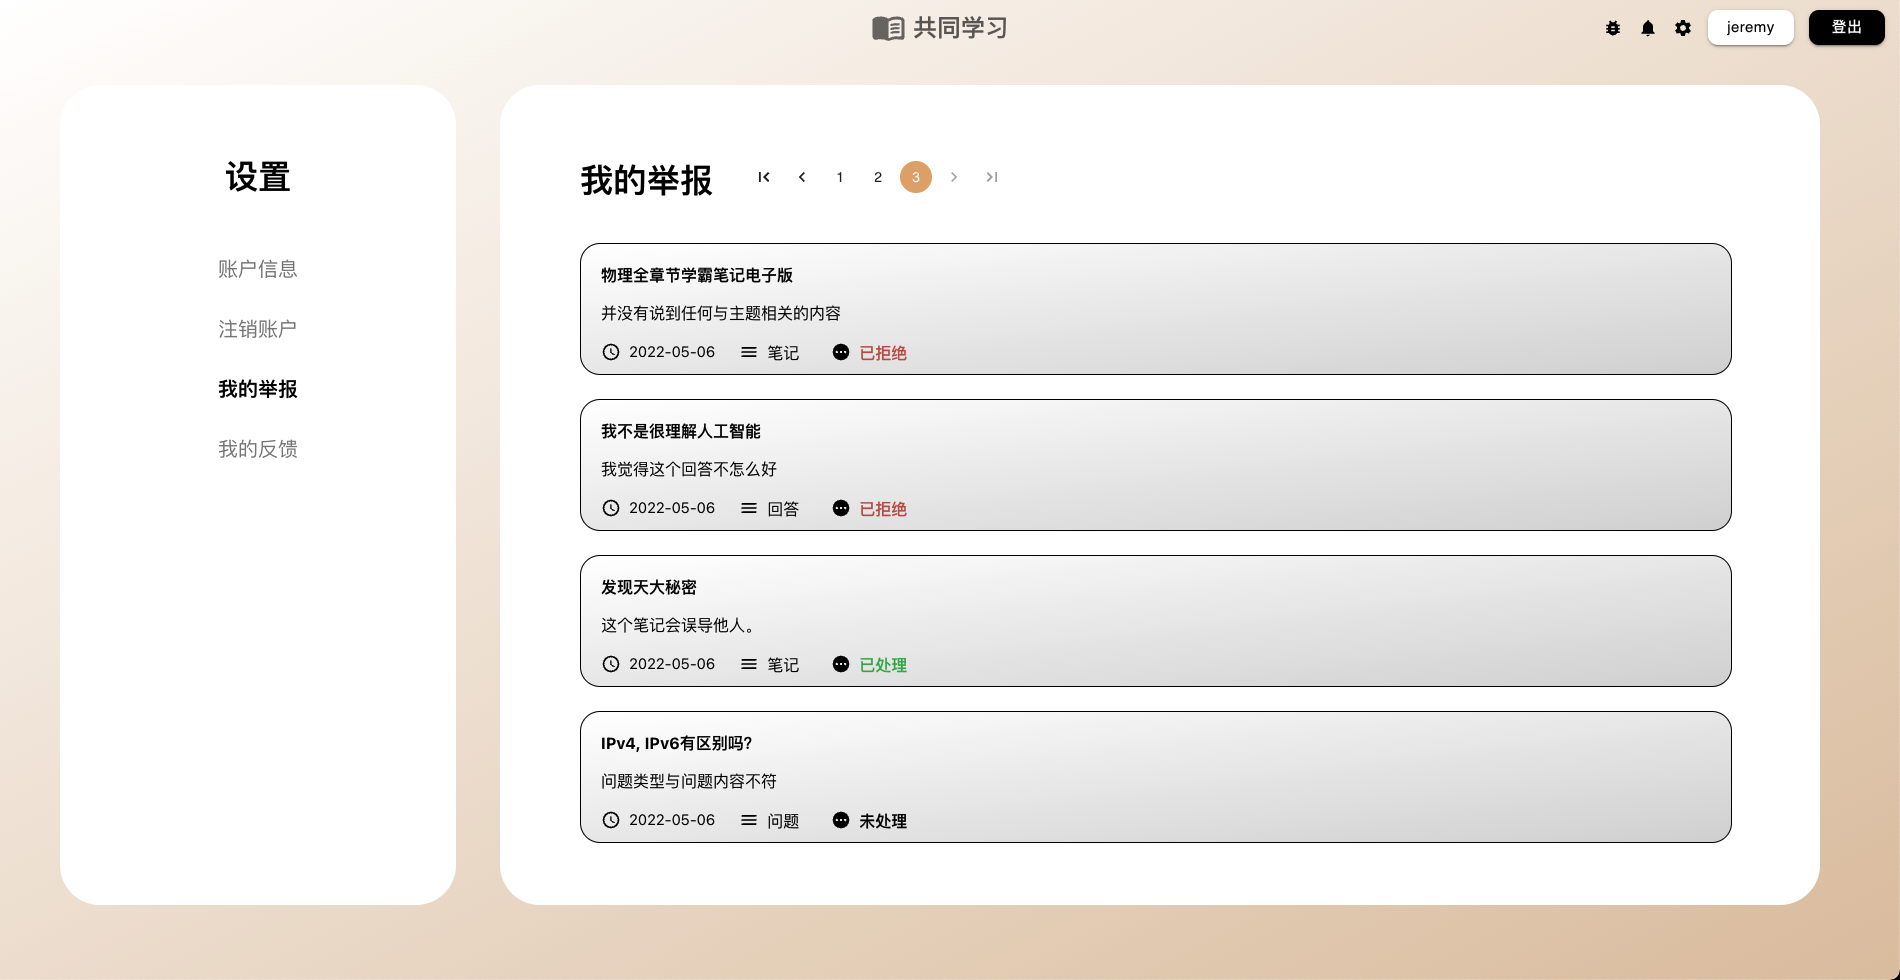 共同学习
jeremy
登出
设置
账户信息
注销账户
我的举报
我的反馈
我的举报
1 2 3
物理全章节学霸笔记电子版
并没有说到任何与主题相关的内容
2022-05-06 笔记 已拒绝
我不是很理解人工智能
我觉得这个回答不怎么好
2022-05-06 回答 已拒绝
发现天大秘密
这个笔记会误导他人。
2022-05-06 笔记 已处理
IPv4, IPv6有区别吗?
问题类型与问题内容不符
2022-05-06 问题 未处理